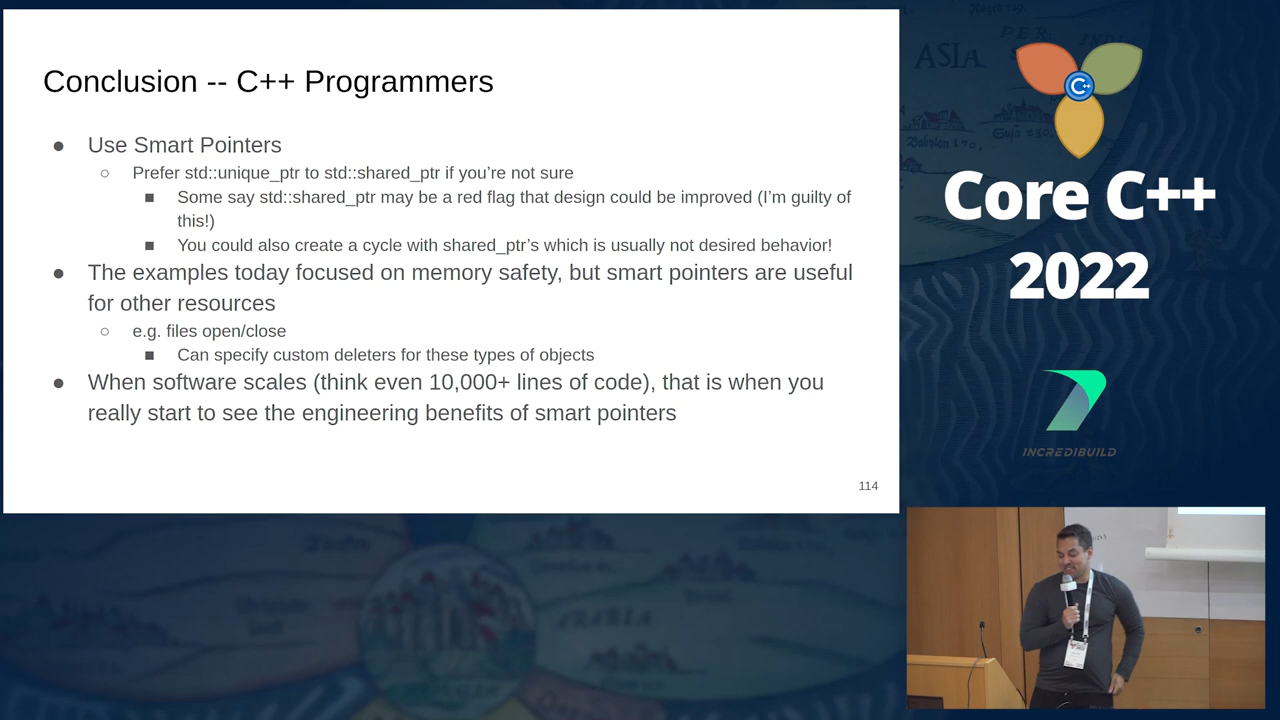 Conclusion -- C++ Programmers
● Use Smart Pointers
○ Prefer std::unique_ptr to std::shared_ptr if you're not sure
■ Some say std::shared_ptr may be a red flag that design could be improved (I'm guilty of
this!)
■ You could also create a cycle with shared_ptr's which is usually not desired behavior!
● The examples today focused on memory safety, but smart pointers are useful
for other resources
○ e.g. files open/close
■ Can specify custom deleters for these types of objects
● When software scales (think even 10,000+ lines of code), that is when you
really start to see the engineering benefits of smart pointers
114
ASIA
PER
INDIA
Babilon
C++
Core C++
2022
INCREDIBUILD
ARABIA